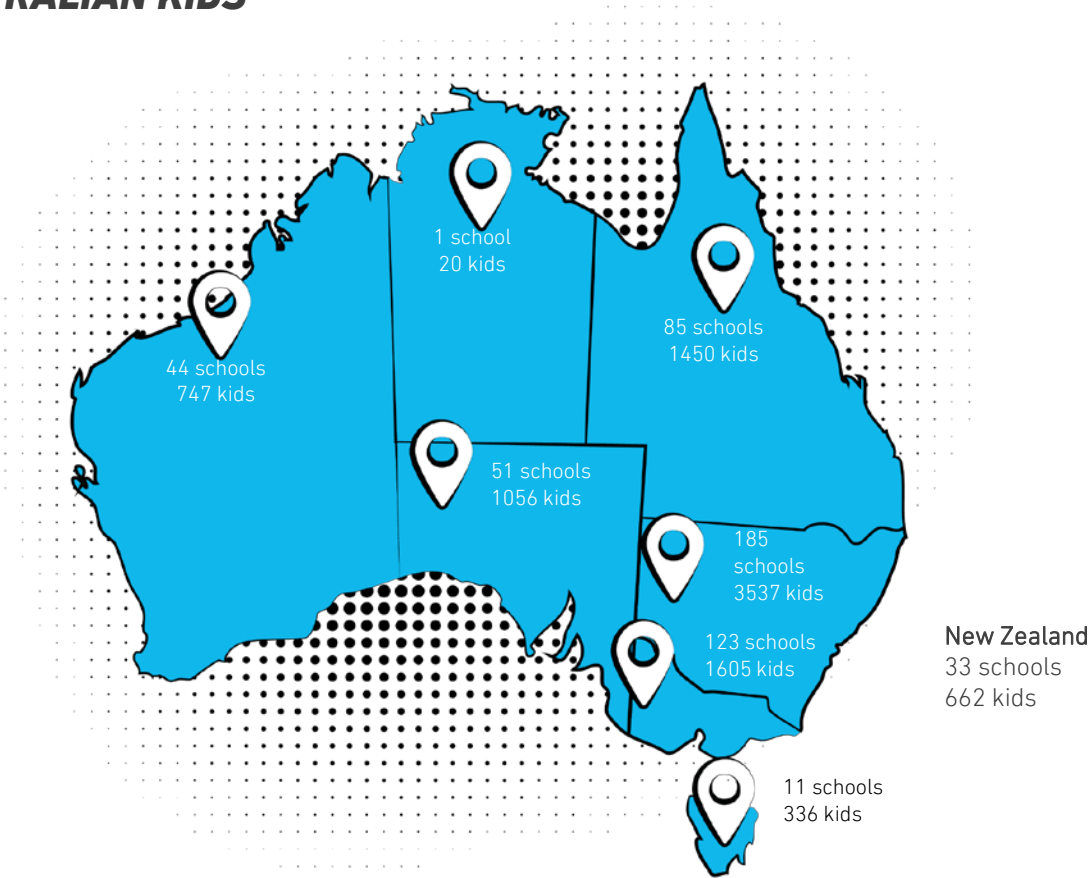 RALIAN KIDS
1 school
20 kids
85 schools
1450 kids
44 schools
747 kids
51 schools
1056 kids
185
schools
3537 kids
123 schools
1605 kids
New Zealand
33 schools
662 kids
11 schools
336 kids